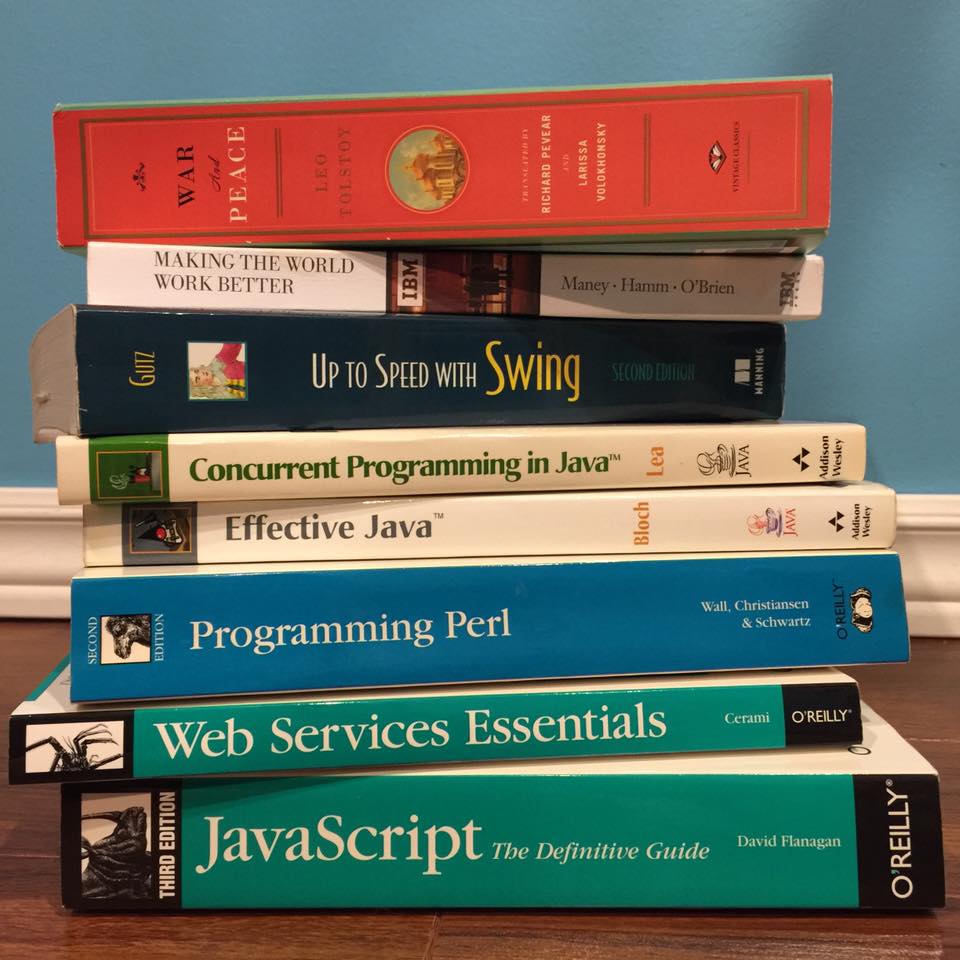 WAR
And
PEACE
LEO
TOLSTOY
TRANSLATED BY
RICHARD PEVEAR
AND
LARISSA
VOLOKHONSKY
VINTAGE CLASSICS
MAKING THE WORLD
WORK BETTER
IBM
Maney · Hamm · O'Brien
IBM
PRESS
GUTZ
UP TO SPEED WITH Swing
SECOND EDITION
MANNING
Concurrent Programming in Java™
Lea
JAVA
Addison
Wesley
Effective Java™
Bloch
JAVA
Addison
Wesley
SECOND
EDITION
Programming Perl
Wall, Christiansen
& Schwartz
O'REILLY®
Web Services Essentials
Cerami
O'REILLY®
THIRD EDITION
JavaScript The Definitive Guide
David Flanagan
O'REILLY®